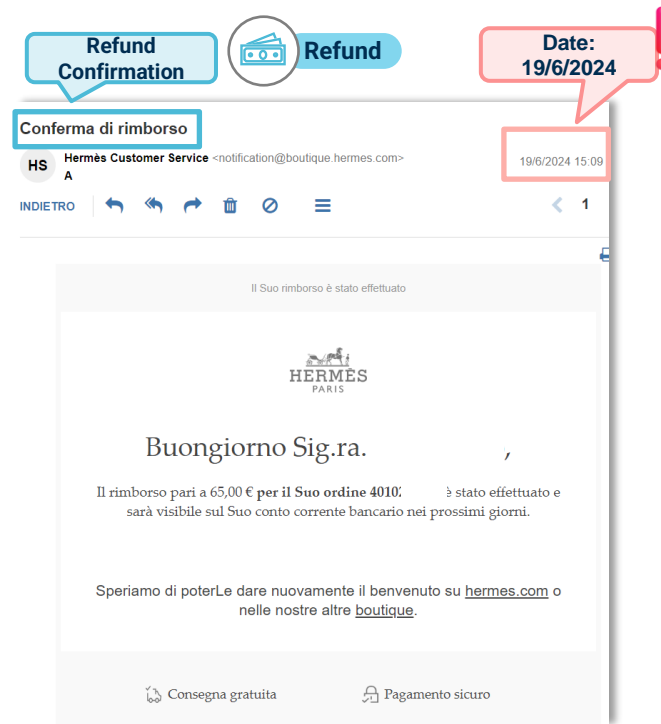 Refund
Confirmation
Refund
Date:
19/6/2024
Conferma di rimborso
HS
Hermès Customer Service <notification@boutique.hermes.com>
A
19/6/2024 15:09
INDIETRO
1
Il Suo rimborso è stato effettuato
HERMÈS
PARIS
Buongiorno Sig.ra. ,
Il rimborso pari a 65,00 € per il Suo ordine 40102 è stato effettuato e
sarà visibile sul Suo conto corrente bancario nei prossimi giorni.
Speriamo di poterLe dare nuovamente il benvenuto su hermes.com o
nelle nostre altre boutique.
Consegna gratuita
Pagamento sicuro